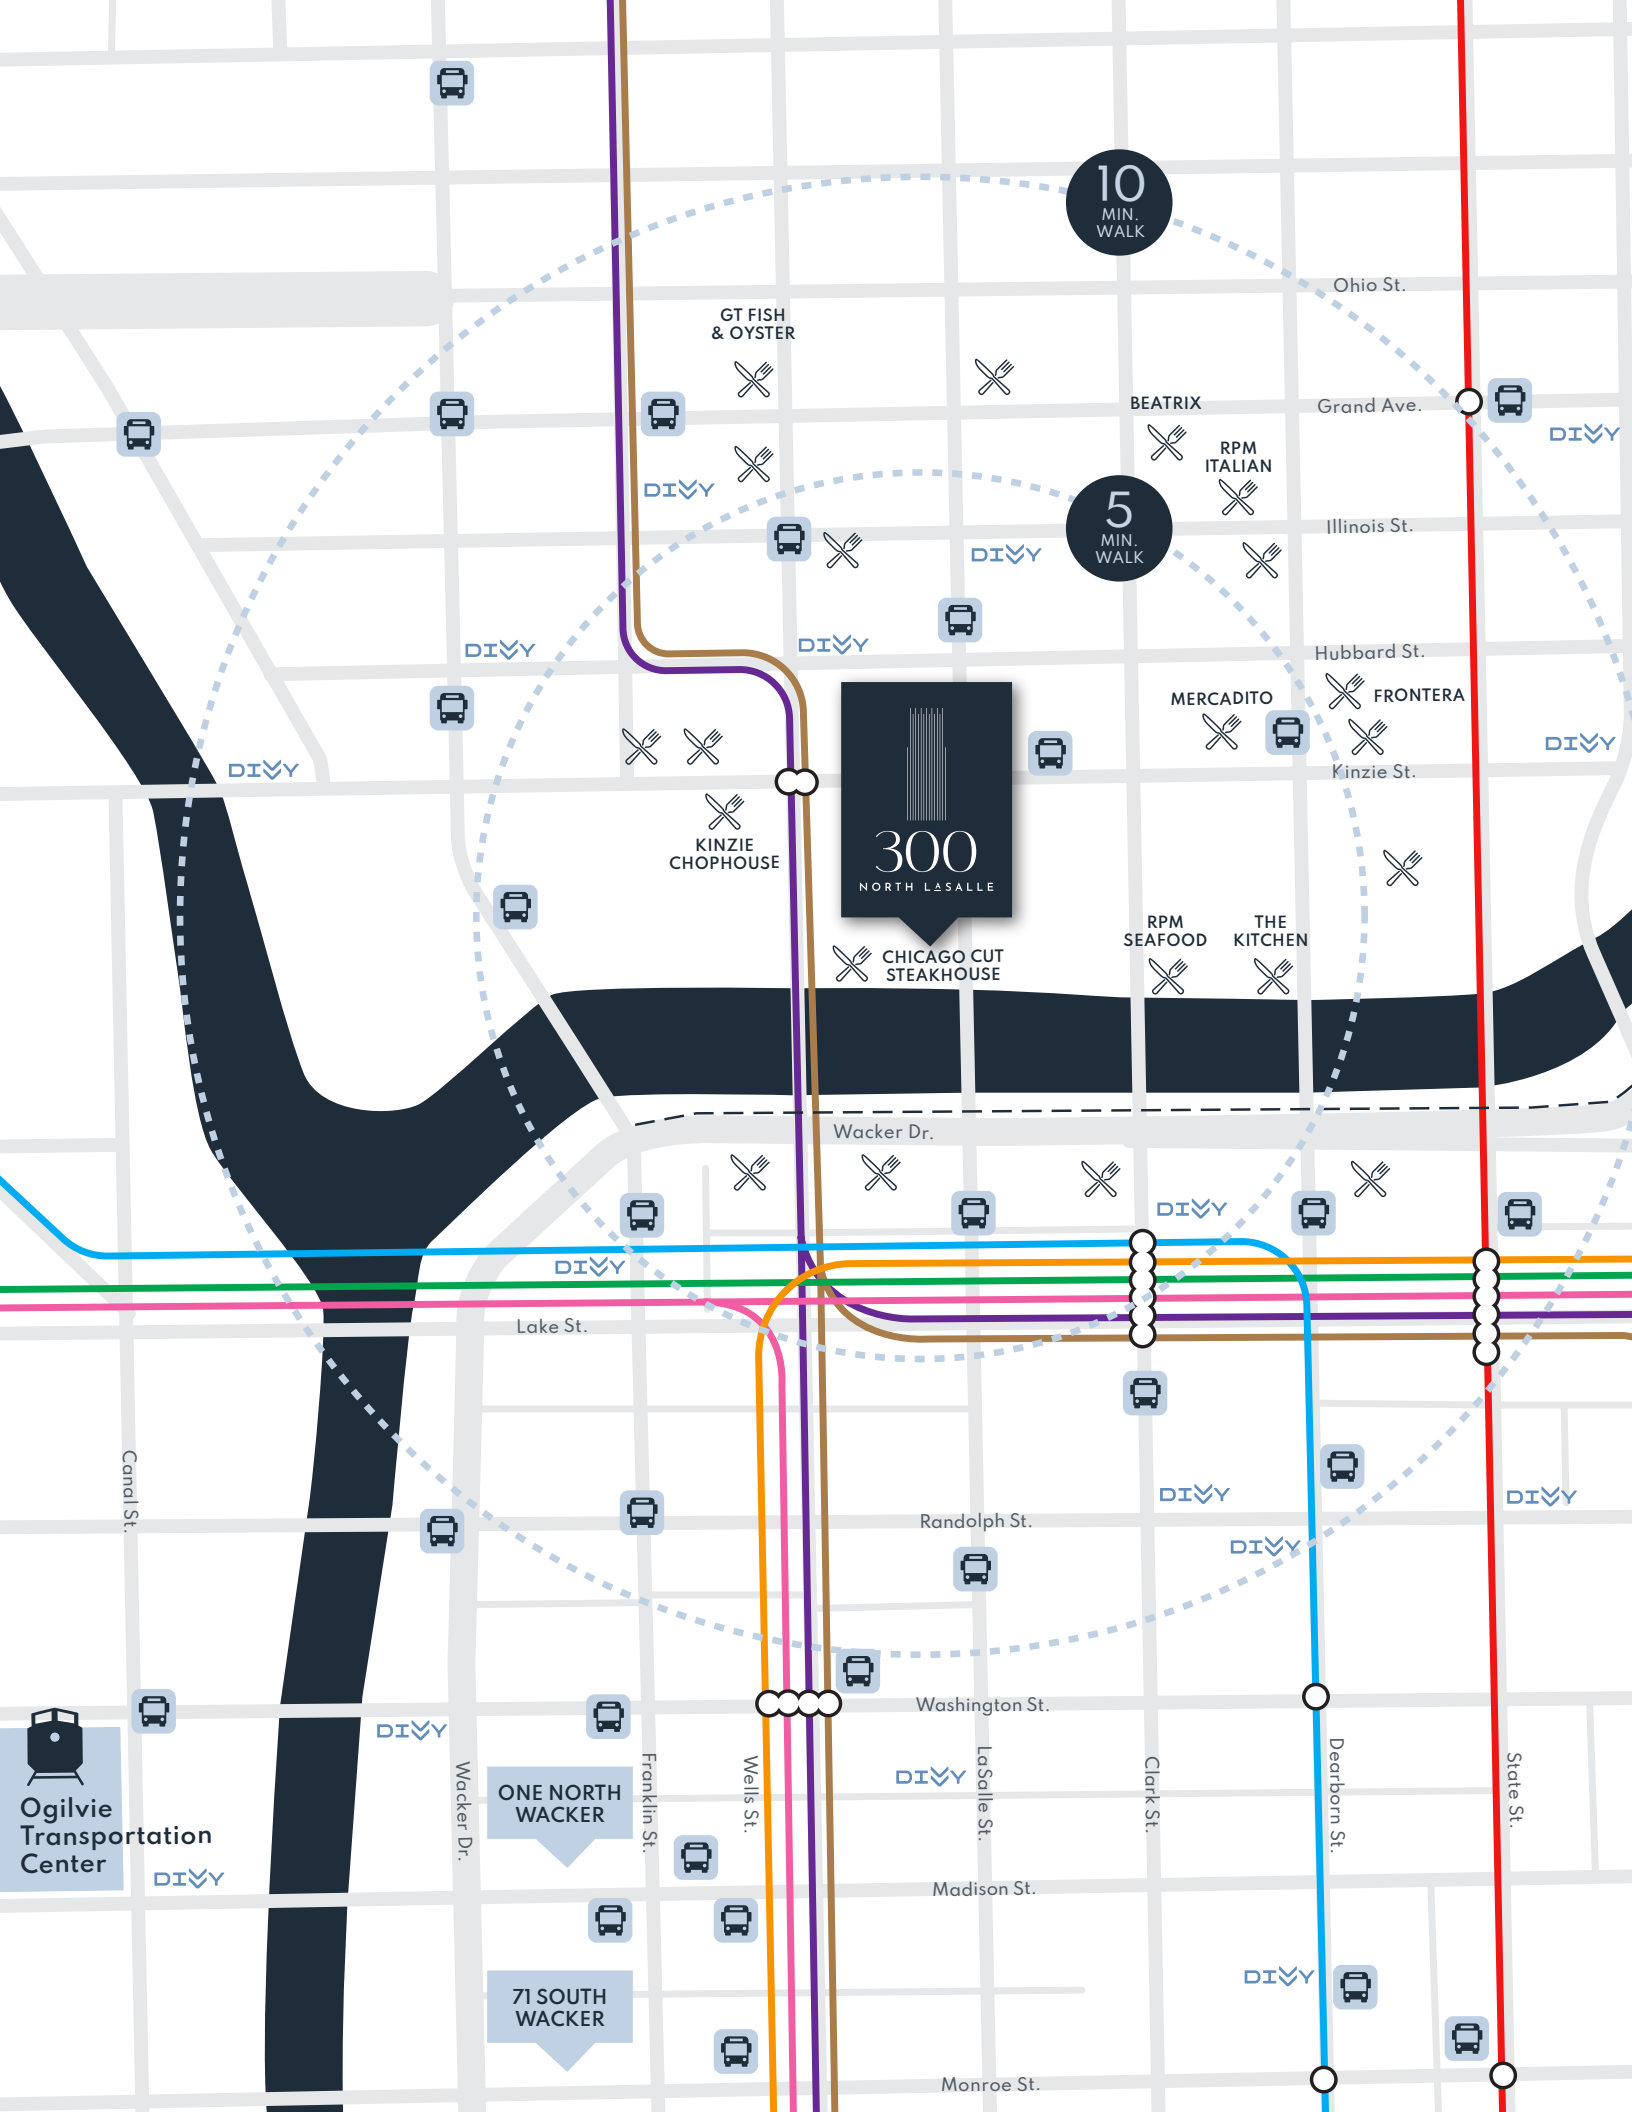 10
MIN.
WALK
Ohio St.
GT FISH
& OYSTER
BEATRIX
Grand Ave.
DIVVY
RPM
ITALIAN
DIVVY
5
MIN.
WALK
Illinois St.
DIVVY
DIVVY
DIVVY
Hubbard St.
MERCADITO
FRONTERA
DIVVY
DIVVY
Kinzie St.
KINZIE
CHOPHOUSE
300
NORTH LASALLE
RPM
SEAFOOD
THE
KITCHEN
CHICAGO CUT
STEAKHOUSE
Wacker Dr.
DIVVY
DIVVY
Lake St.
Canal St.
DIVVY
DIVVY
Randolph St.
DIVVY
Washington St.
DIVVY
Ogilvie
Transportation
Center
DIVVY
Wacker Dr.
ONE NORTH
WACKER
Franklin St.
Wells St.
DIVVY
LaSalle St.
Clark St.
Dearborn St.
State St.
Madison St.
71 SOUTH
WACKER
DIVVY
Monroe St.